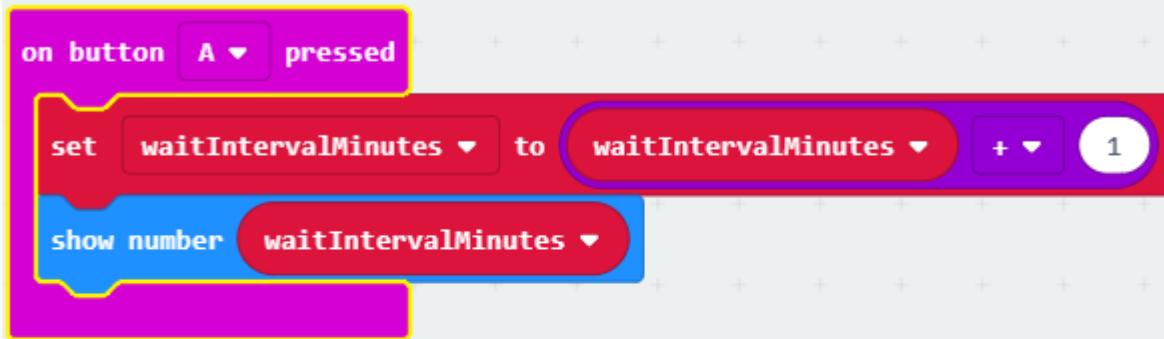 on button A pressed
set waitIntervalMinutes to waitIntervalMinutes + 1
show number waitIntervalMinutes